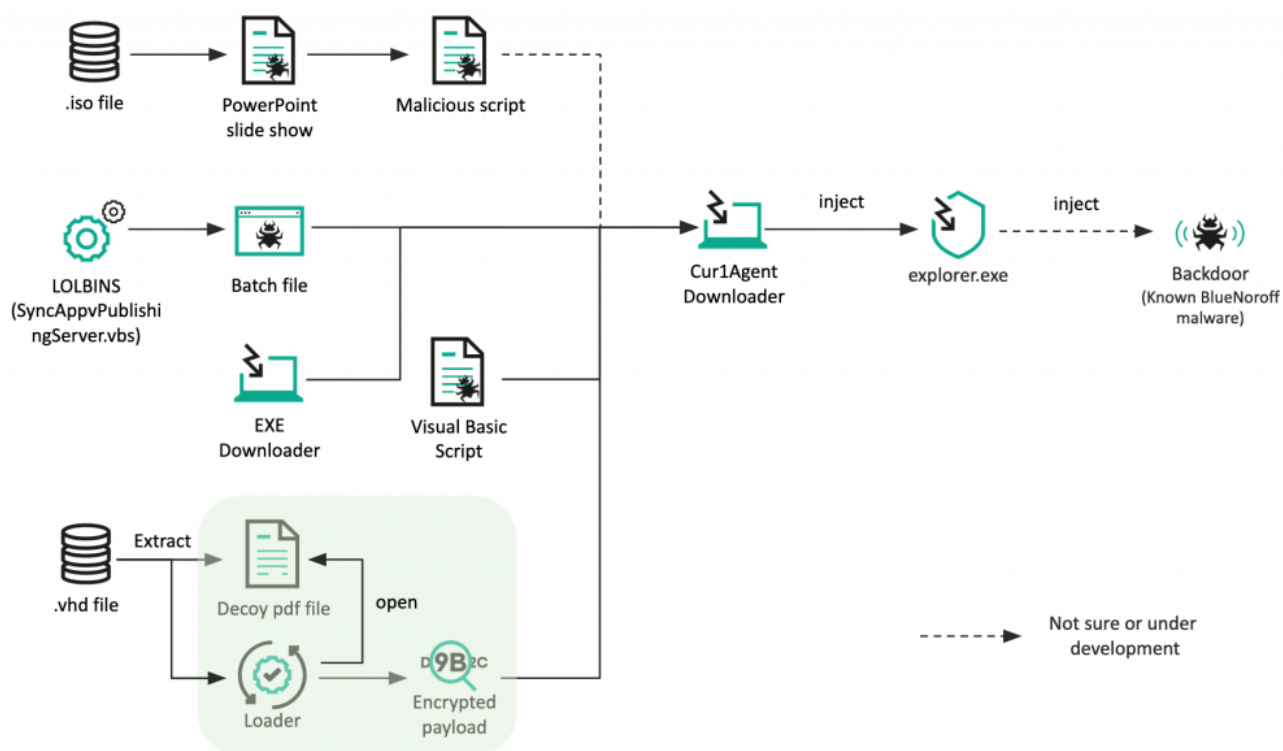 .iso file
PowerPoint
slide show
Malicious script
LOLBINS
(SyncAppvPublishi
ngServer.vbs)
Batch file
Cur1Agent
Downloader
inject
explorer.exe
inject
Backdoor
(Known BlueNoroff
malware)
EXE
Downloader
Visual Basic
Script
.vhd file
Extract
Decoy pdf file
open
Loader
D9B2C
Encrypted
payload
Not sure or under
development